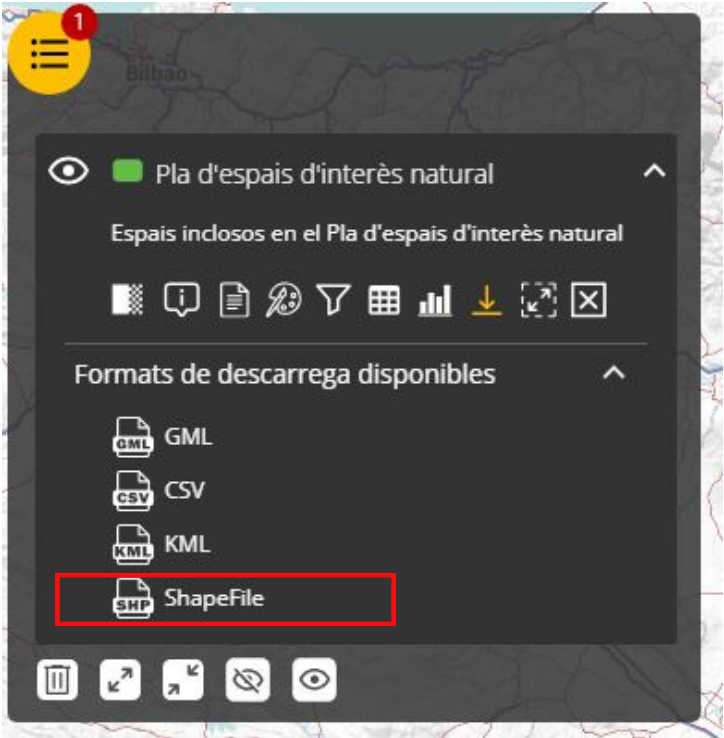 1
Bilbao
Pla d'espais d'interès natural
Espais inclosos en el Pla d'espais d'interès natural
Formats de descarrega disponibles
GML GML
CSV CSV
KML KML
SHP ShapeFile